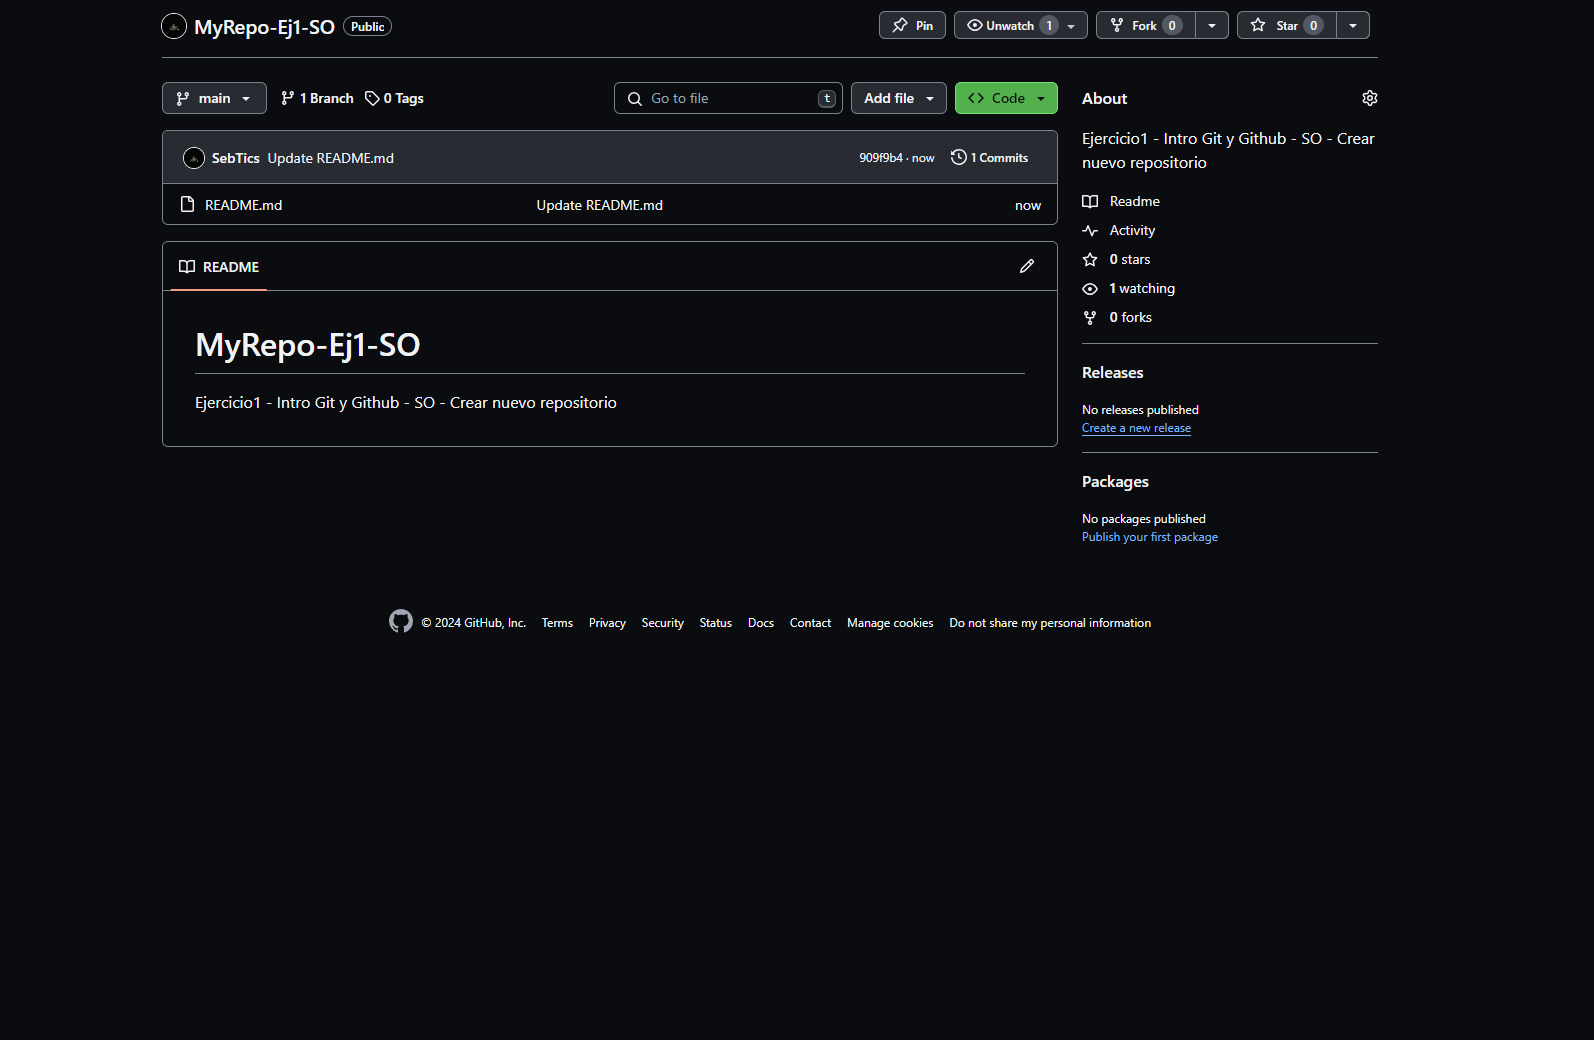 MyRepo-Ej1-SO Public Pin Unwatch 1 Fork 0 Star 0
main 1 Branch 0 Tags Go to file t Add file Code
SebTics Update README.md 909f9b4 · now 1 Commits
README.md Update README.md now
README
MyRepo-Ej1-SO
Ejercicio1 - Intro Git y Github - SO - Crear nuevo repositorio
About
Ejercicio1 - Intro Git y Github - SO - Crear
nuevo repositorio
Readme
Activity
0 stars
1 watching
0 forks
Releases
No releases published
Create a new release
Packages
No packages published
Publish your first package
© 2024 GitHub, Inc. Terms Privacy Security Status Docs Contact Manage cookies Do not share my personal information